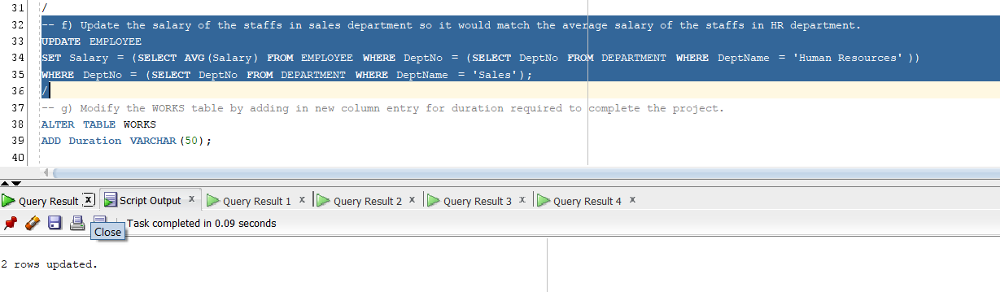 31 /
32 -- f) Update the salary of the staffs in sales department so it would match the average salary of the staffs in HR department.
33 UPDATE EMPLOYEE
34 SET Salary = (SELECT AVG(Salary) FROM EMPLOYEE WHERE DeptNo = (SELECT DeptNo FROM DEPARTMENT WHERE DeptName = 'Human Resources' ))
35 WHERE DeptNo = (SELECT DeptNo FROM DEPARTMENT WHERE DeptName = 'Sales');
36 /
37 -- g) Modify the WORKS table by adding in new column entry for duration required to complete the project.
38 ALTER TABLE WORKS
39 ADD Duration VARCHAR(50);
40
Query Result x Script Output x Query Result 1 x Query Result 2 x Query Result 3 x Query Result 4 x
Task completed in 0.09 seconds
Close
2 rows updated.